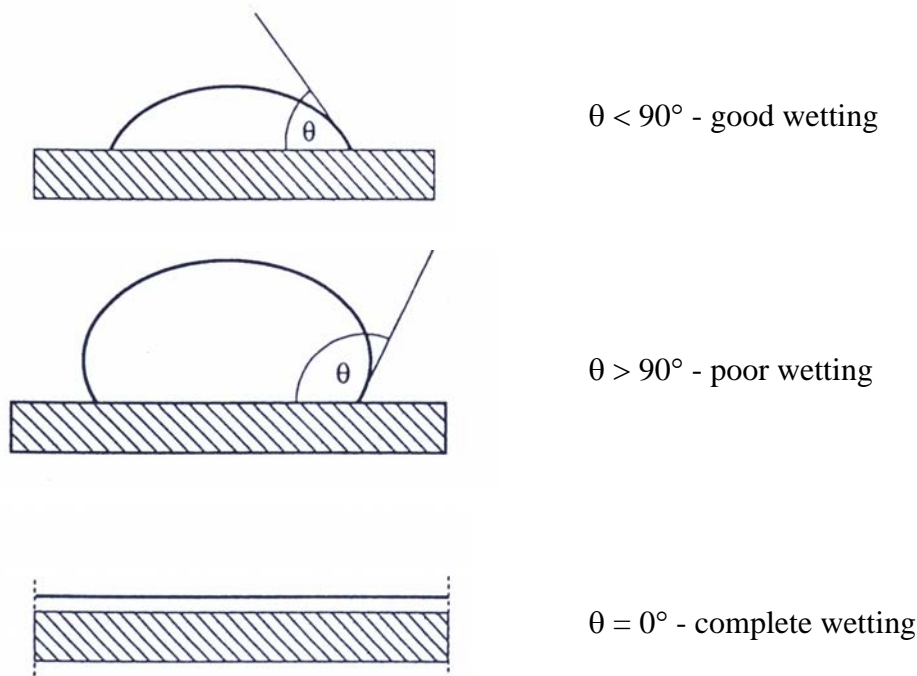 θ
θ < 90° - good wetting
θ
θ > 90° - poor wetting
θ = 0° - complete wetting